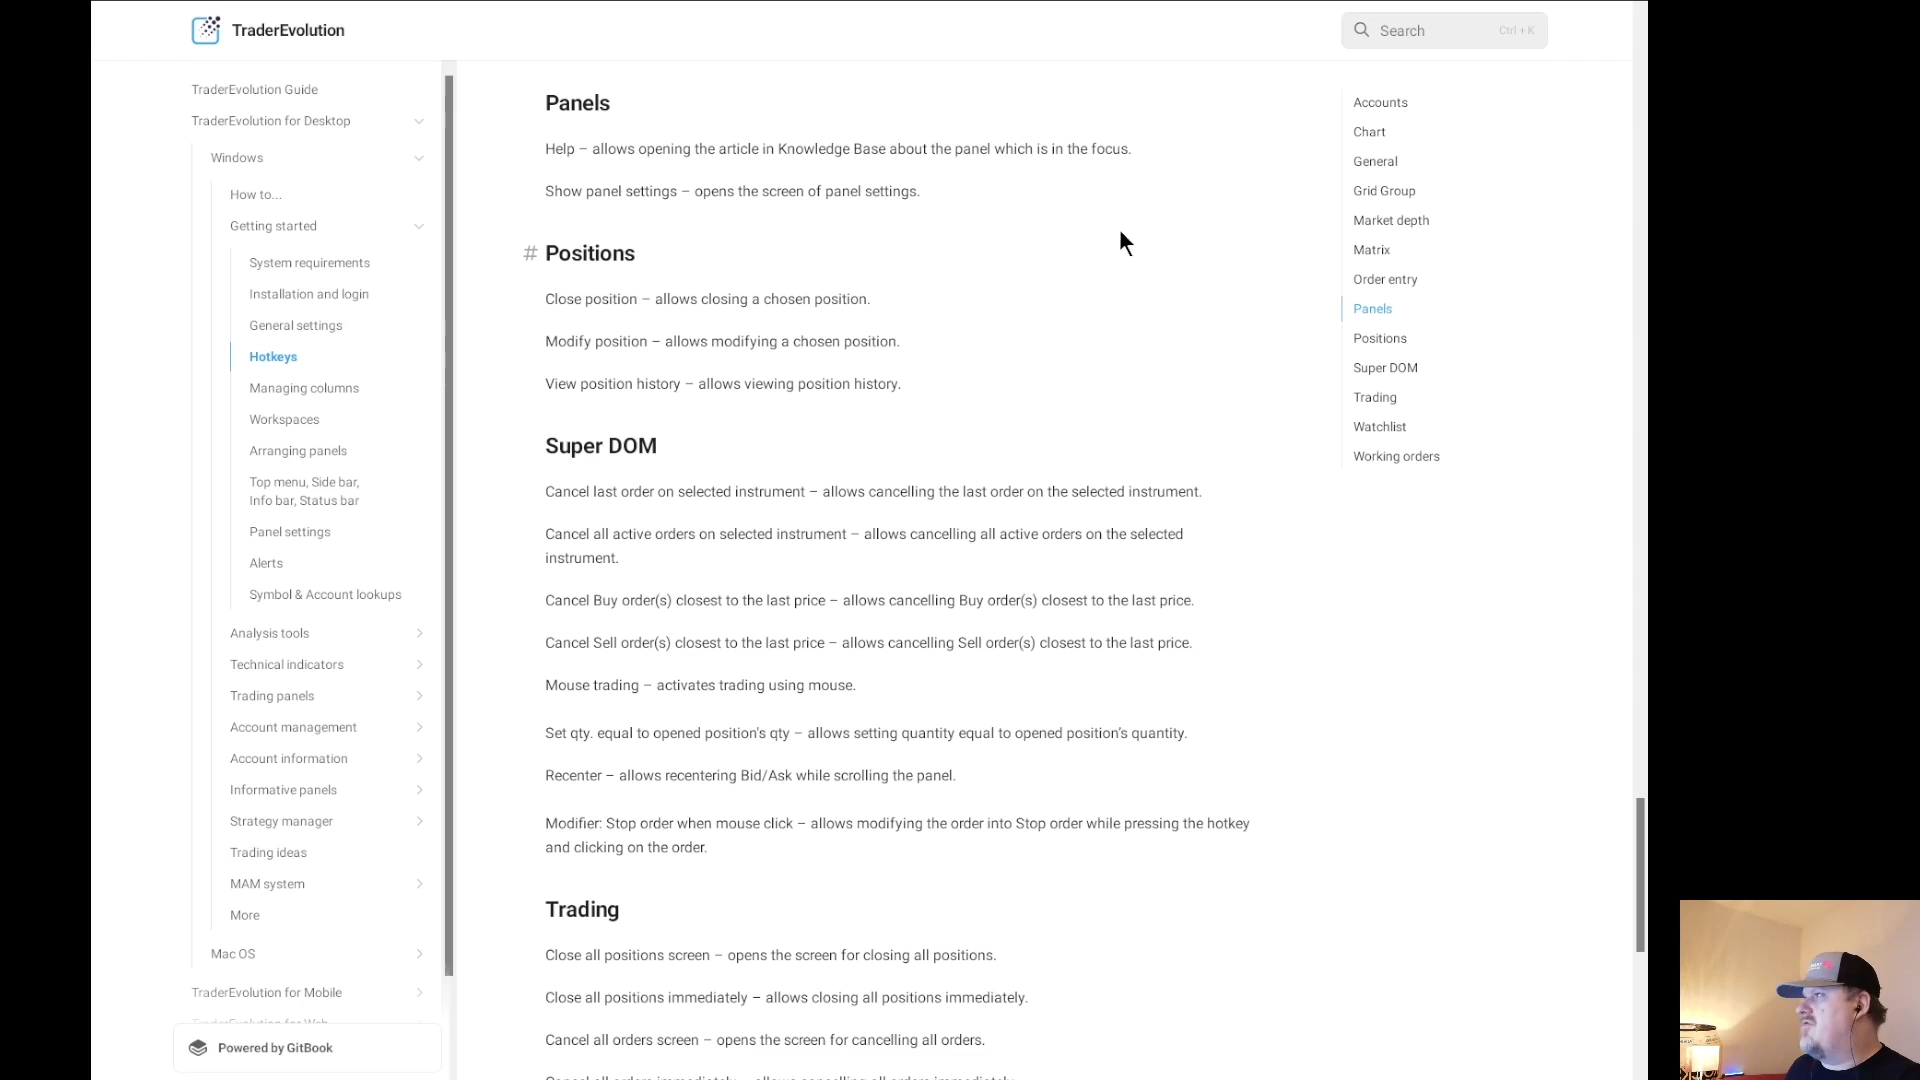 TraderEvolution
Search
Ctrl + K
TraderEvolution Guide
TraderEvolution for Desktop
Windows
How to...
Getting started
System requirements
Installation and login
General settings
Hotkeys
Managing columns
Workspaces
Arranging panels
Top menu, Side bar,
Info bar, Status bar
Panel settings
Alerts
Symbol & Account lookups
Analysis tools
Technical indicators
Trading panels
Account management
Account information
Informative panels
Strategy manager
Trading ideas
MAM system
More
Mac OS
TraderEvolution for Mobile
TraderEvolution for Web
Powered by GitBook
Panels
Help – allows opening the article in Knowledge Base about the panel which is in the focus.
Show panel settings – opens the screen of panel settings.
# Positions
Close position – allows closing a chosen position.
Modify position – allows modifying a chosen position.
View position history – allows viewing position history.
Super DOM
Cancel last order on selected instrument – allows cancelling the last order on the selected instrument.
Cancel all active orders on selected instrument – allows cancelling all active orders on the selected
instrument.
Cancel Buy order(s) closest to the last price – allows cancelling Buy order(s) closest to the last price.
Cancel Sell order(s) closest to the last price – allows cancelling Sell order(s) closest to the last price.
Mouse trading – activates trading using mouse.
Set qty. equal to opened position's qty – allows setting quantity equal to opened position's quantity.
Recenter – allows recentering Bid/Ask while scrolling the panel.
Modifier: Stop order when mouse click – allows modifying the order into Stop order while pressing the hotkey
and clicking on the order.
Trading
Close all positions screen – opens the screen for closing all positions.
Close all positions immediately – allows closing all positions immediately.
Cancel all orders screen – opens the screen for cancelling all orders.
Cancel all orders immediately – allows cancelling all orders immediately.
Accounts
Chart
General
Grid Group
Market depth
Matrix
Order entry
Panels
Positions
Super DOM
Trading
Watchlist
Working orders